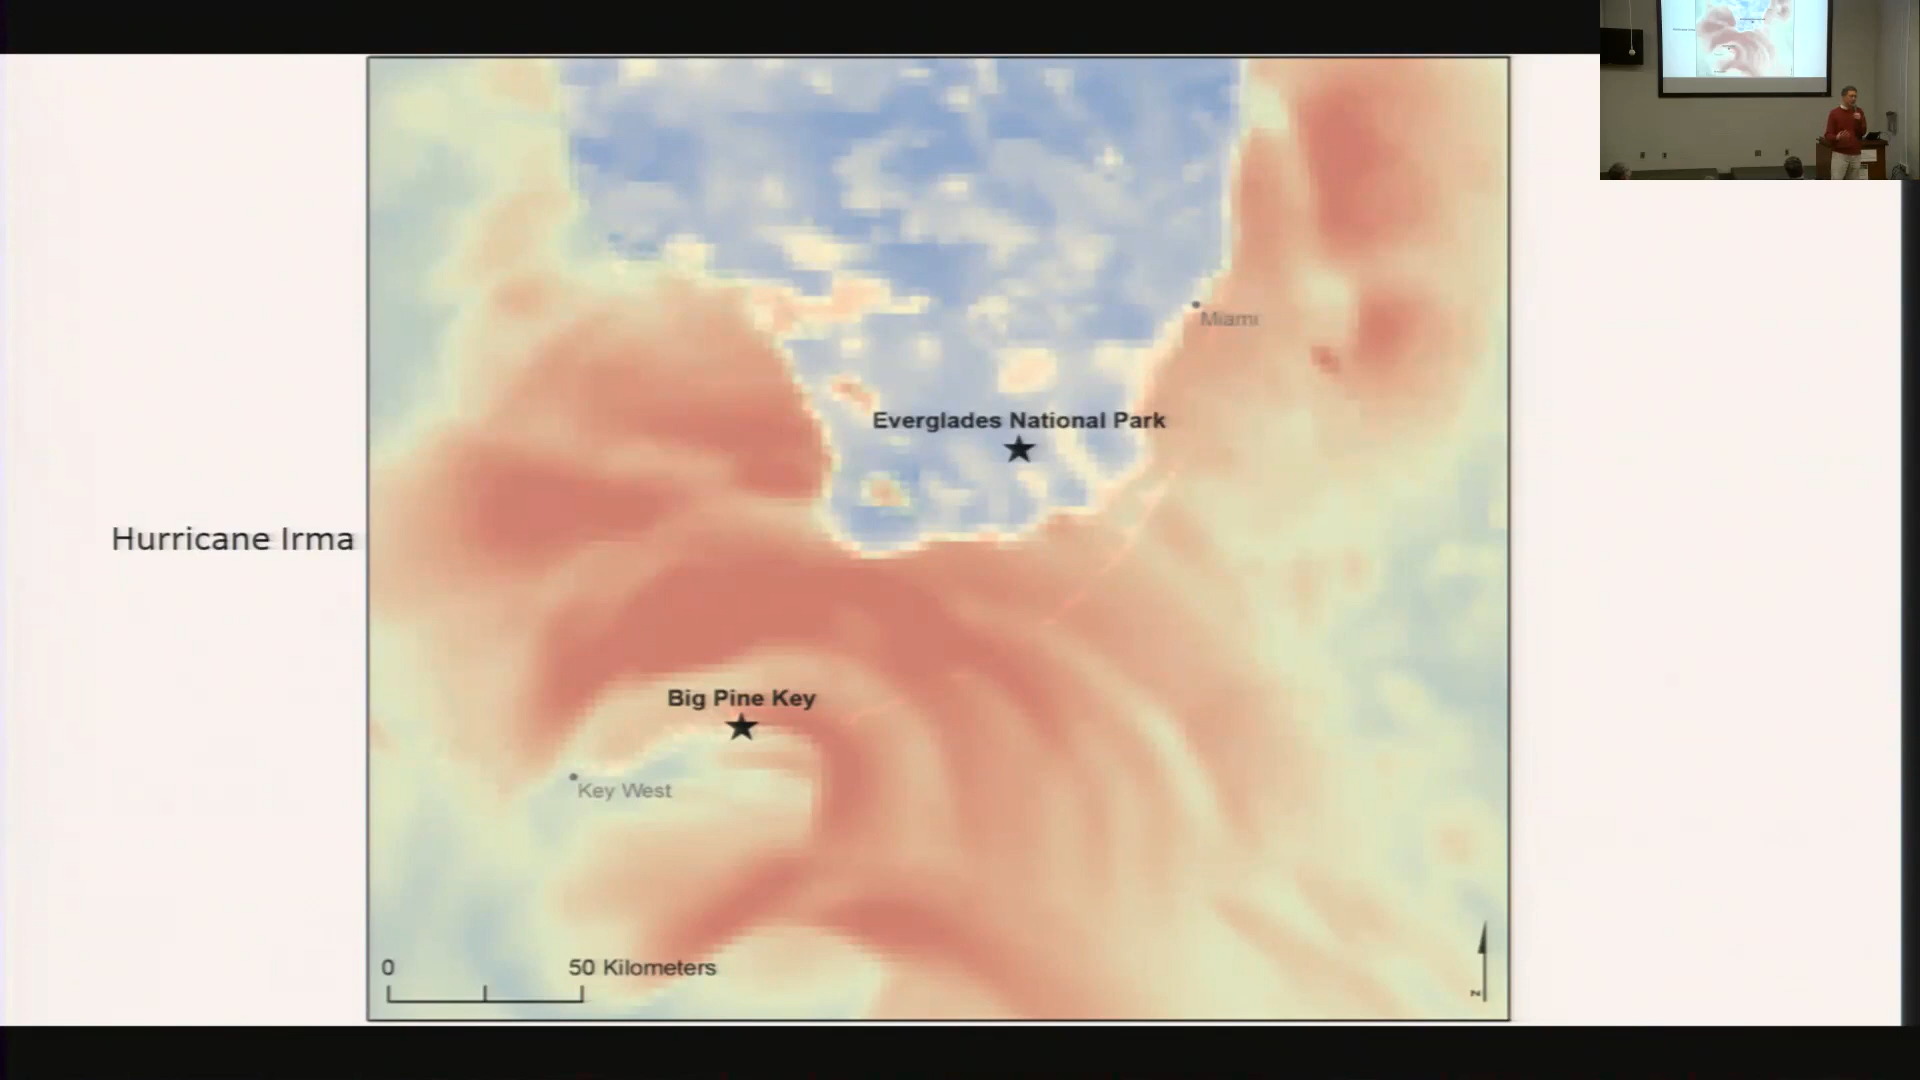 Miami
Everglades National Park
Hurricane Irma
Big Pine Key
Key West
0 50 Kilometers
N